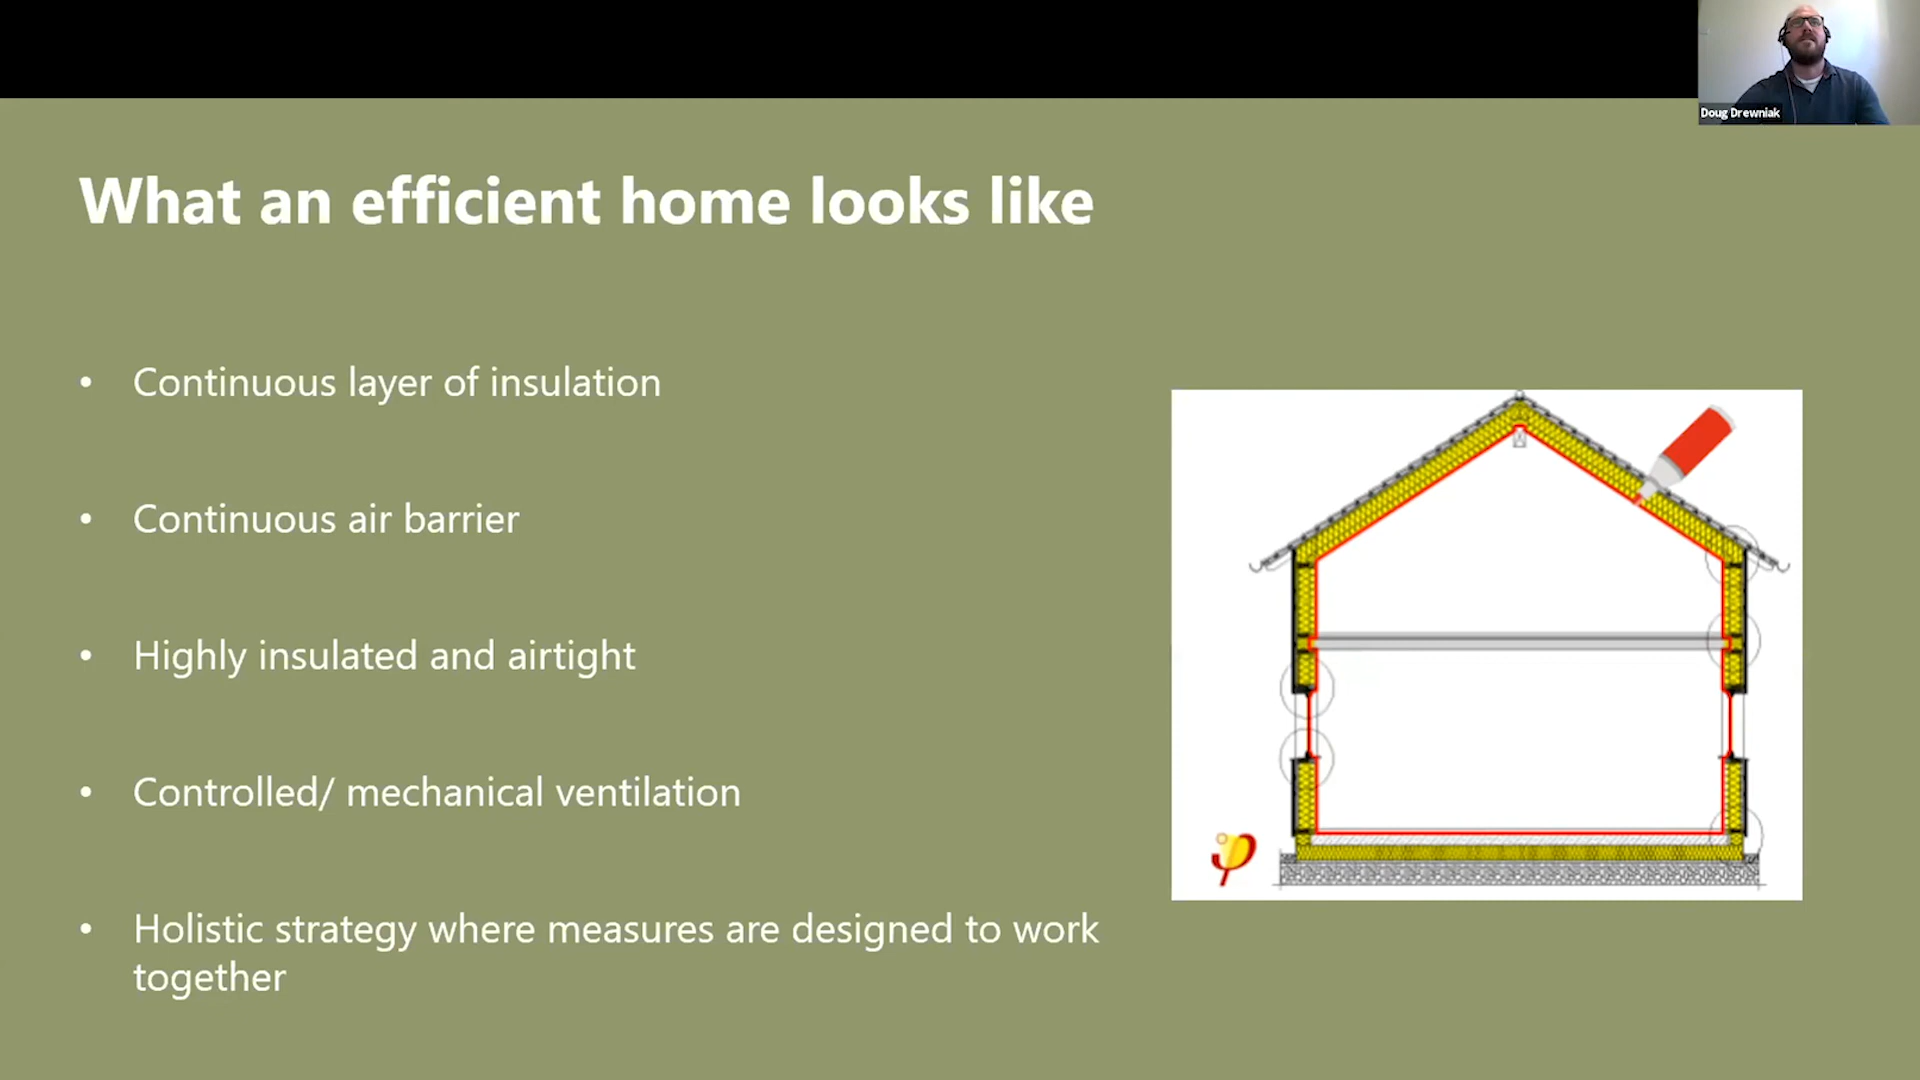 Doug Drewniak
What an efficient home looks like
• Continuous layer of insulation
• Continuous air barrier
• Highly insulated and airtight
• Controlled/ mechanical ventilation
• Holistic strategy where measures are designed to work
together